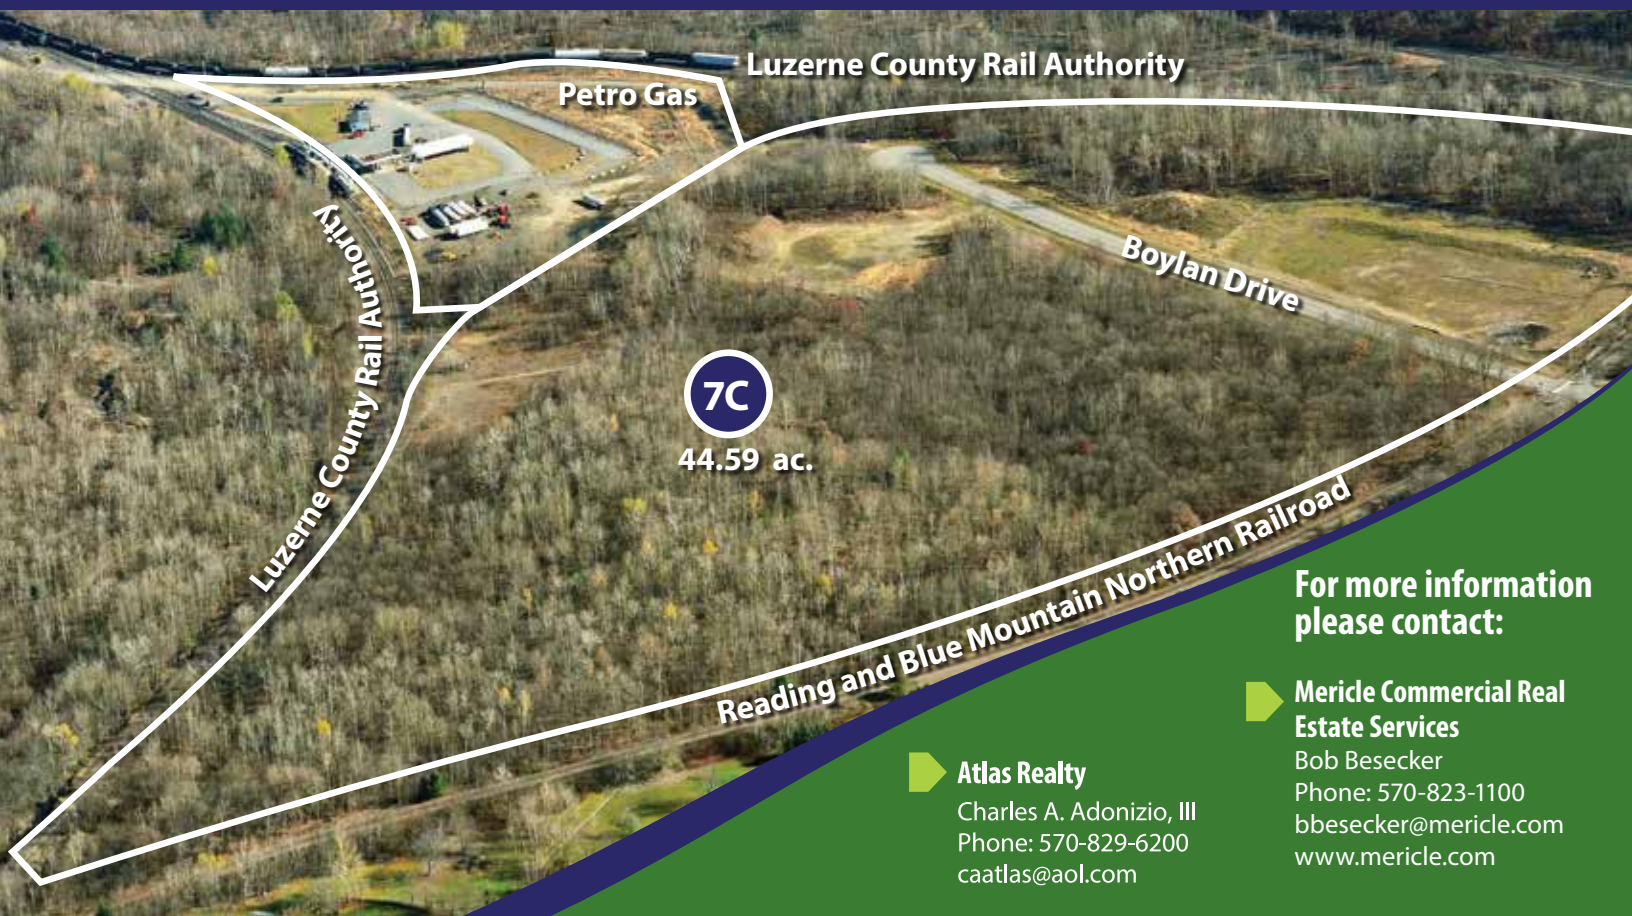 Luzerne County Rail Authority
Petro Gas
Luzerne County Rail Authority
Boylan Drive
7C
44.59 ac.
Reading and Blue Mountain Northern Railroad
For more information
please contact:
Atlas Realty
Charles A. Adonizio, III
Phone: 570-829-6200
caatlas@aol.com
Mericle Commercial Real
Estate Services
Bob Besecker
Phone: 570-823-1100
bbesecker@mericle.com
www.mericle.com